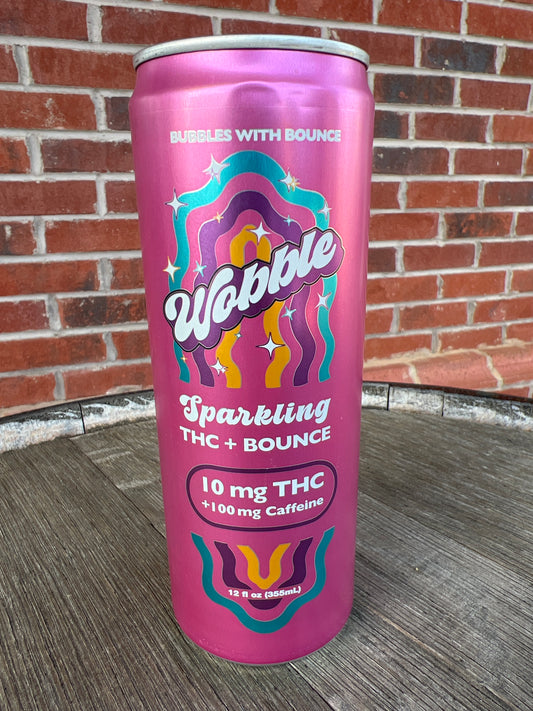 BUBBLES WITH BOUNCE
Wobble
Sparkling
THC + BOUNCE
10 mg THC
+100 mg Caffeine
12 fl oz (355mL)